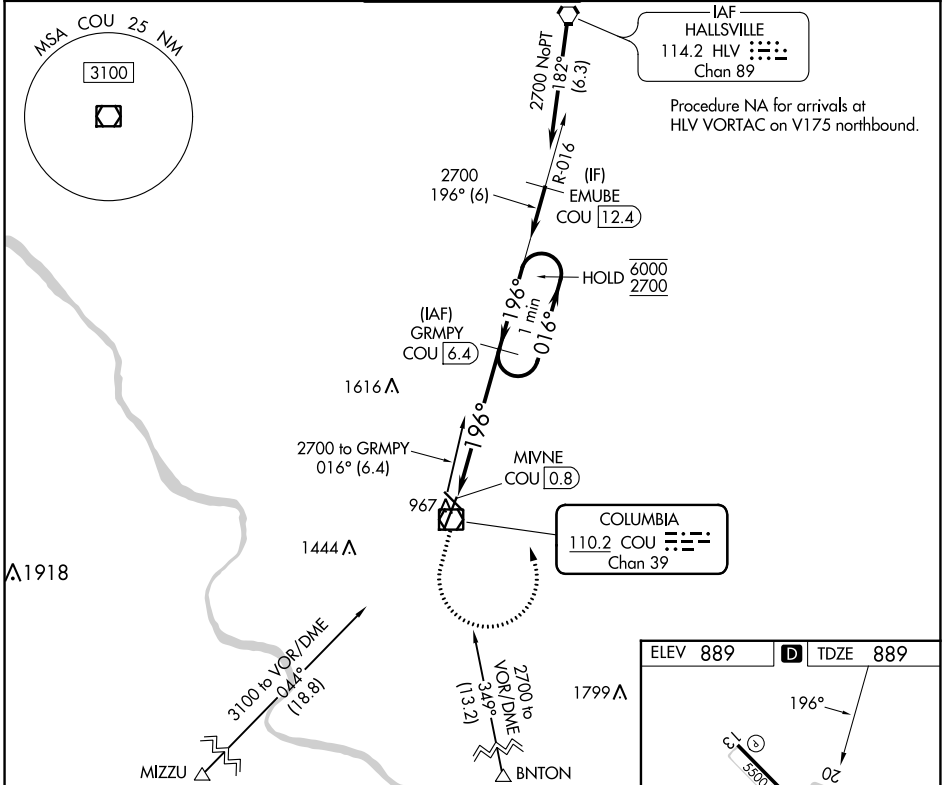 MSA COU 25 NM
3100
IAF
HALLSVILLE
114.2 HLV
Chan 89
Procedure NA for arrivals at
HLV VORTAC on V175 northbound.
2700 NoPT
182°
(6.3)
R-016
2700
196° (6)
(IF)
EMUBE
COU 12.4
HOLD 6000
2700
196°
1 min
016°
(IAF)
GRMPY
COU 6.4
1616
196°
2700 to GRMPY
016° (6.4)
MIVNE
COU 0.8
967
COLUMBIA
110.2 COU
Chan 39
1444
1918
3100 to VOR/DME
044°
(18.8)
2700 to
VOR/DME
349°
(13.2)
1799
MIZZU
BNTON
ELEV 889
D
TDZE 889
196°
13
P
5500
20